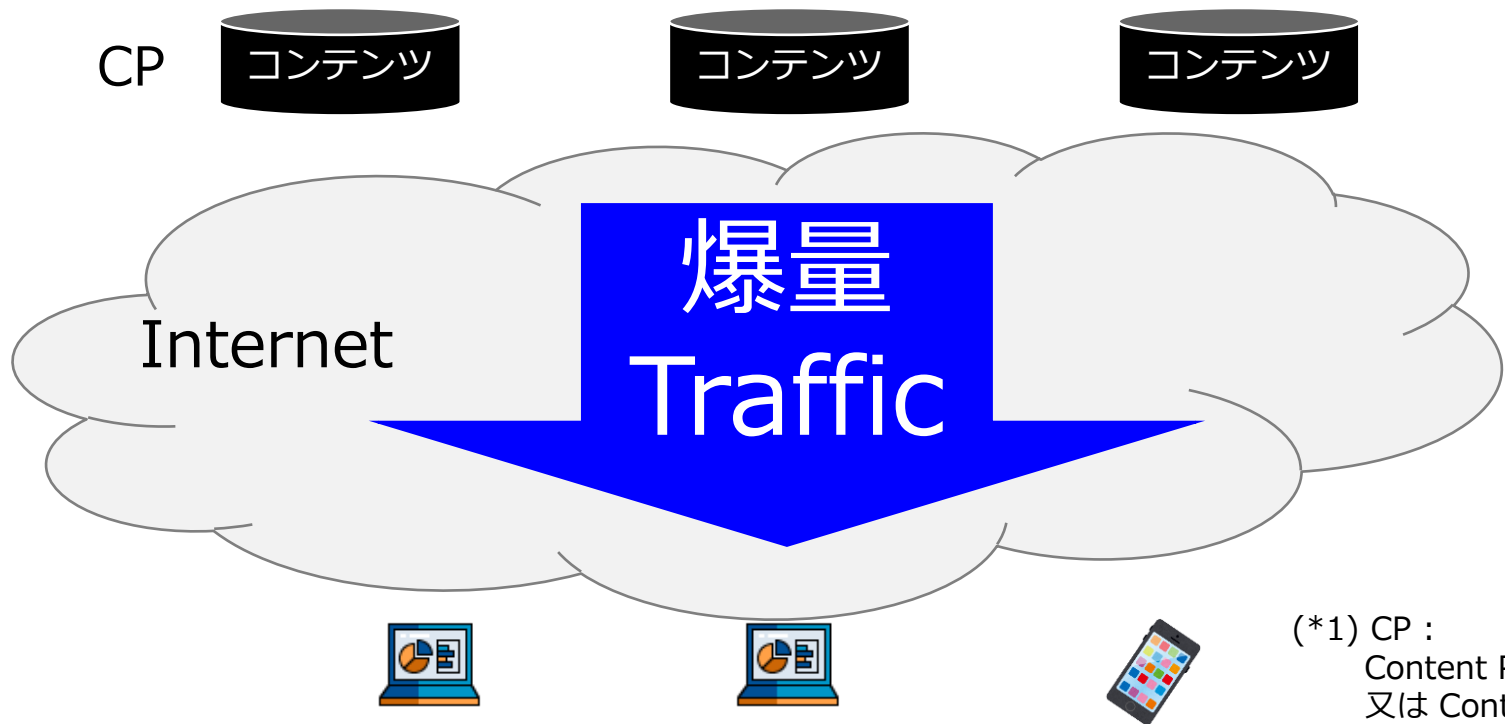 CP
コンテンツ
コンテンツ
コンテンツ
Internet
爆量
Traffic
(*1) CP :
Content
又は